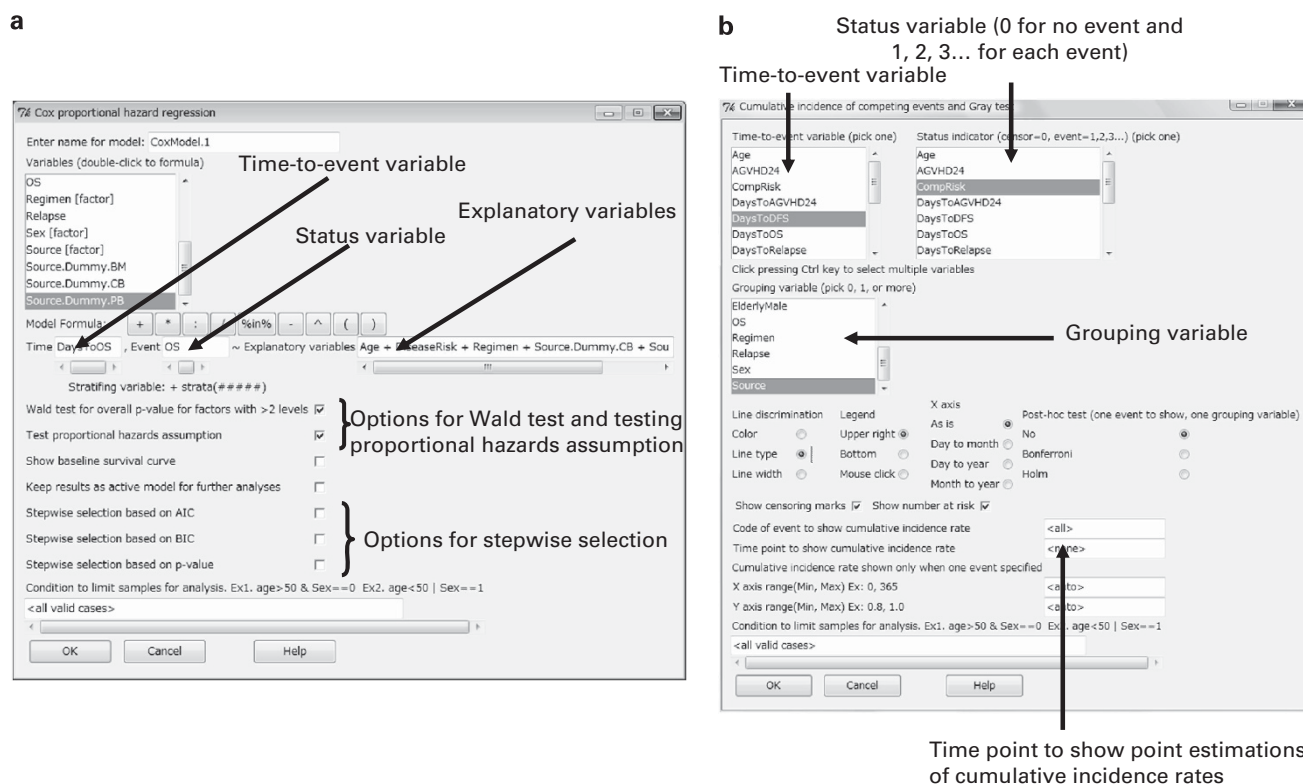 a
Cox proportional hazard regression
Enter name for model: CoxModel.1
Variables (double-click to formula)
Time-to-event variable
OS
Regimen [factor]
Relapse
Sex [factor]
Source [factor]
Source.Dummy.BM
Source.Dummy.CB
Source.Dummy.PB
Explanatory variables
Status variable
Model Formula: + * : / %in% - ^ ( )
Time DaysToOS , Event OS ~ Explanatory variables Age + DiseaseRisk + Regimen + Source.Dummy.CB + Sou
Stratifing variable: + strata(#####)
Wald test for overall p-value for factors with >2 levels
Test proportional hazards assumption
Options for Wald test and testing
proportional hazards assumption
Show baseline survival curve
Keep results as active model for further analyses
Stepwise selection based on AIC
Stepwise selection based on BIC
Stepwise selection based on p-value
Options for stepwise selection
Condition to limit samples for analysis. Ex1. age>50 & Sex==0 Ex2. age<50 | Sex==1
<all valid cases>
OK Cancel Help
b
Status variable (0 for no event and
1, 2, 3... for each event)
Time-to-event variable
Cumulative incidence of competing events and Gray test
Time-to-event variable (pick one) Status indicator (censor=0, event=1,2,3...) (pick one)
Age Age
AGVHD24 AGVHD24
CompRisk CompRisk
DaysToAGVHD24 DaysToAGVHD24
DaysToDFS DaysToDFS
DaysToOS DaysToOS
DaysToRelapse DaysToRelapse
Click pressing Ctrl key to select multiple variables
Grouping variable (pick 0, 1, or more)
ElderlyMale
OS
Regimen
Relapse
Sex
Source
Grouping variable
Line discrimination Legend X axis Post-hoc test (one event to show, one grouping variable)
Color Upper right As is No
Line type Bottom Day to month Bonferroni
Line width Mouse click Day to year Holm
Month to year
Show censoring marks Show number at risk
Code of event to show cumulative incidence rate <all>
Time point to show cumulative incidence rate <none>
Cumulative incidence rate shown only when one event specified
X axis range(Min, Max) Ex: 0, 365 <auto>
Y axis range(Min, Max) Ex: 0.8, 1.0 <auto>
Condition to limit samples for analysis. Ex1. age>50 & Sex==0 Ex2. age<50 | Sex==1
<all valid cases>
OK Cancel Help
Time point to show point estimations
of cumulative incidence rates